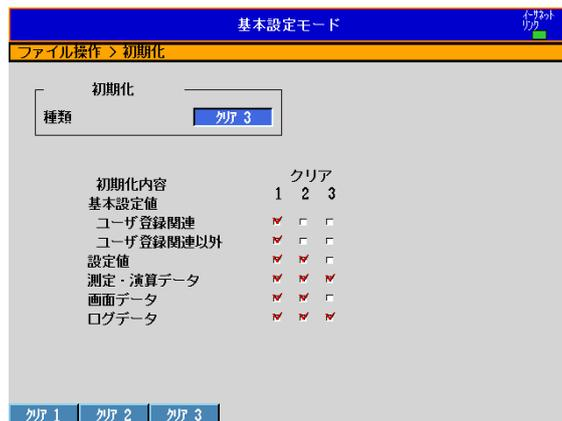 基本設定モード
イーサネット
リンク
ファイル操作 > 初期化
初期化
種類 クリア 3
クリア
初期化内容 1 2 3
基本設定値
ユーザ登録関連
ユーザ登録関連以外
設定値
測定・演算データ
画面データ
ログデータ
クリア 1 クリア 2 クリア 3